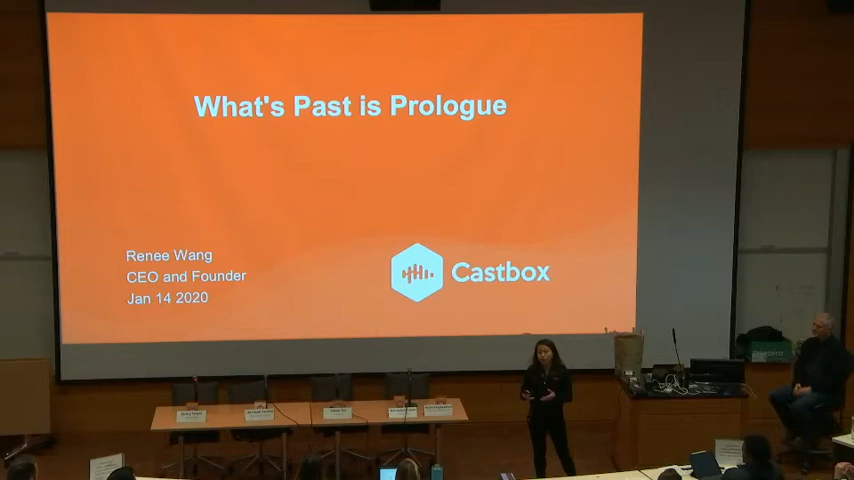 What's Past is Prologue
Renee Wang
CEO and Founder
Jan 14 2020
Castbox